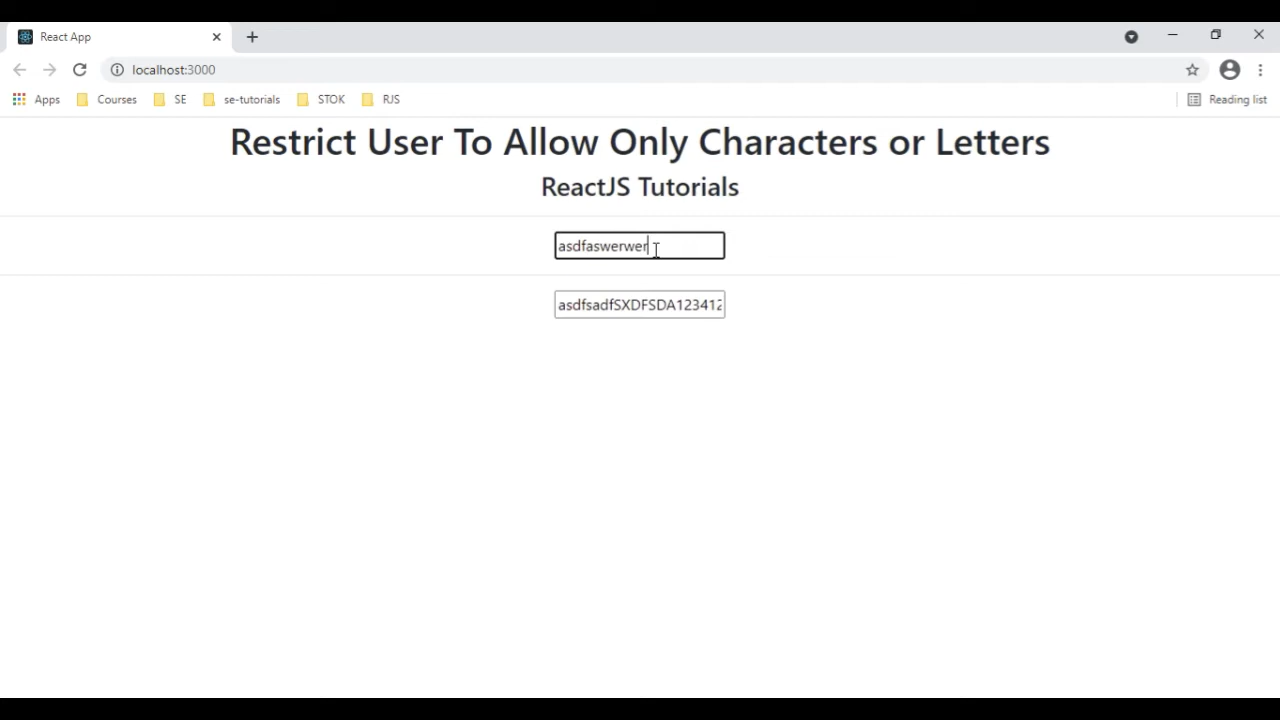 React App
localhost:3000
Apps Courses SE se-tutorials STOK RJS Reading list
Restrict User To Allow Only Characters or Letters
ReactJS Tutorials
asdfaswerwer
asdfsadfSXDFSDA123412